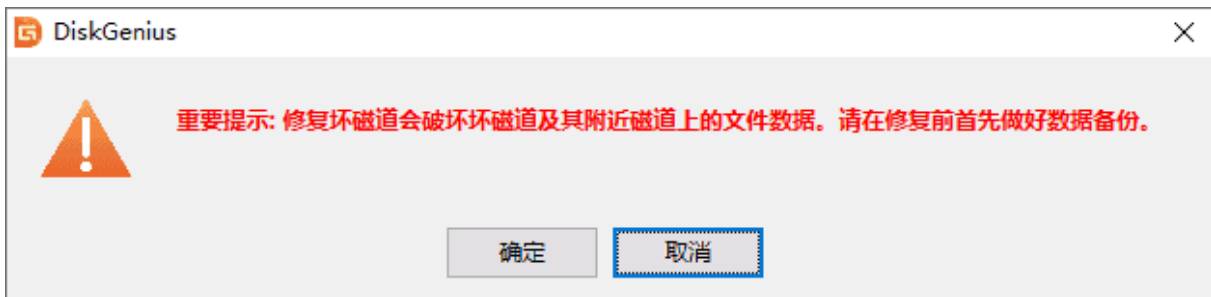 DiskGenius
重要提示: 修复坏磁道会破坏坏磁道及其附近磁道上的文件数据。请在修复前首先做好数据备份。
确定
取消